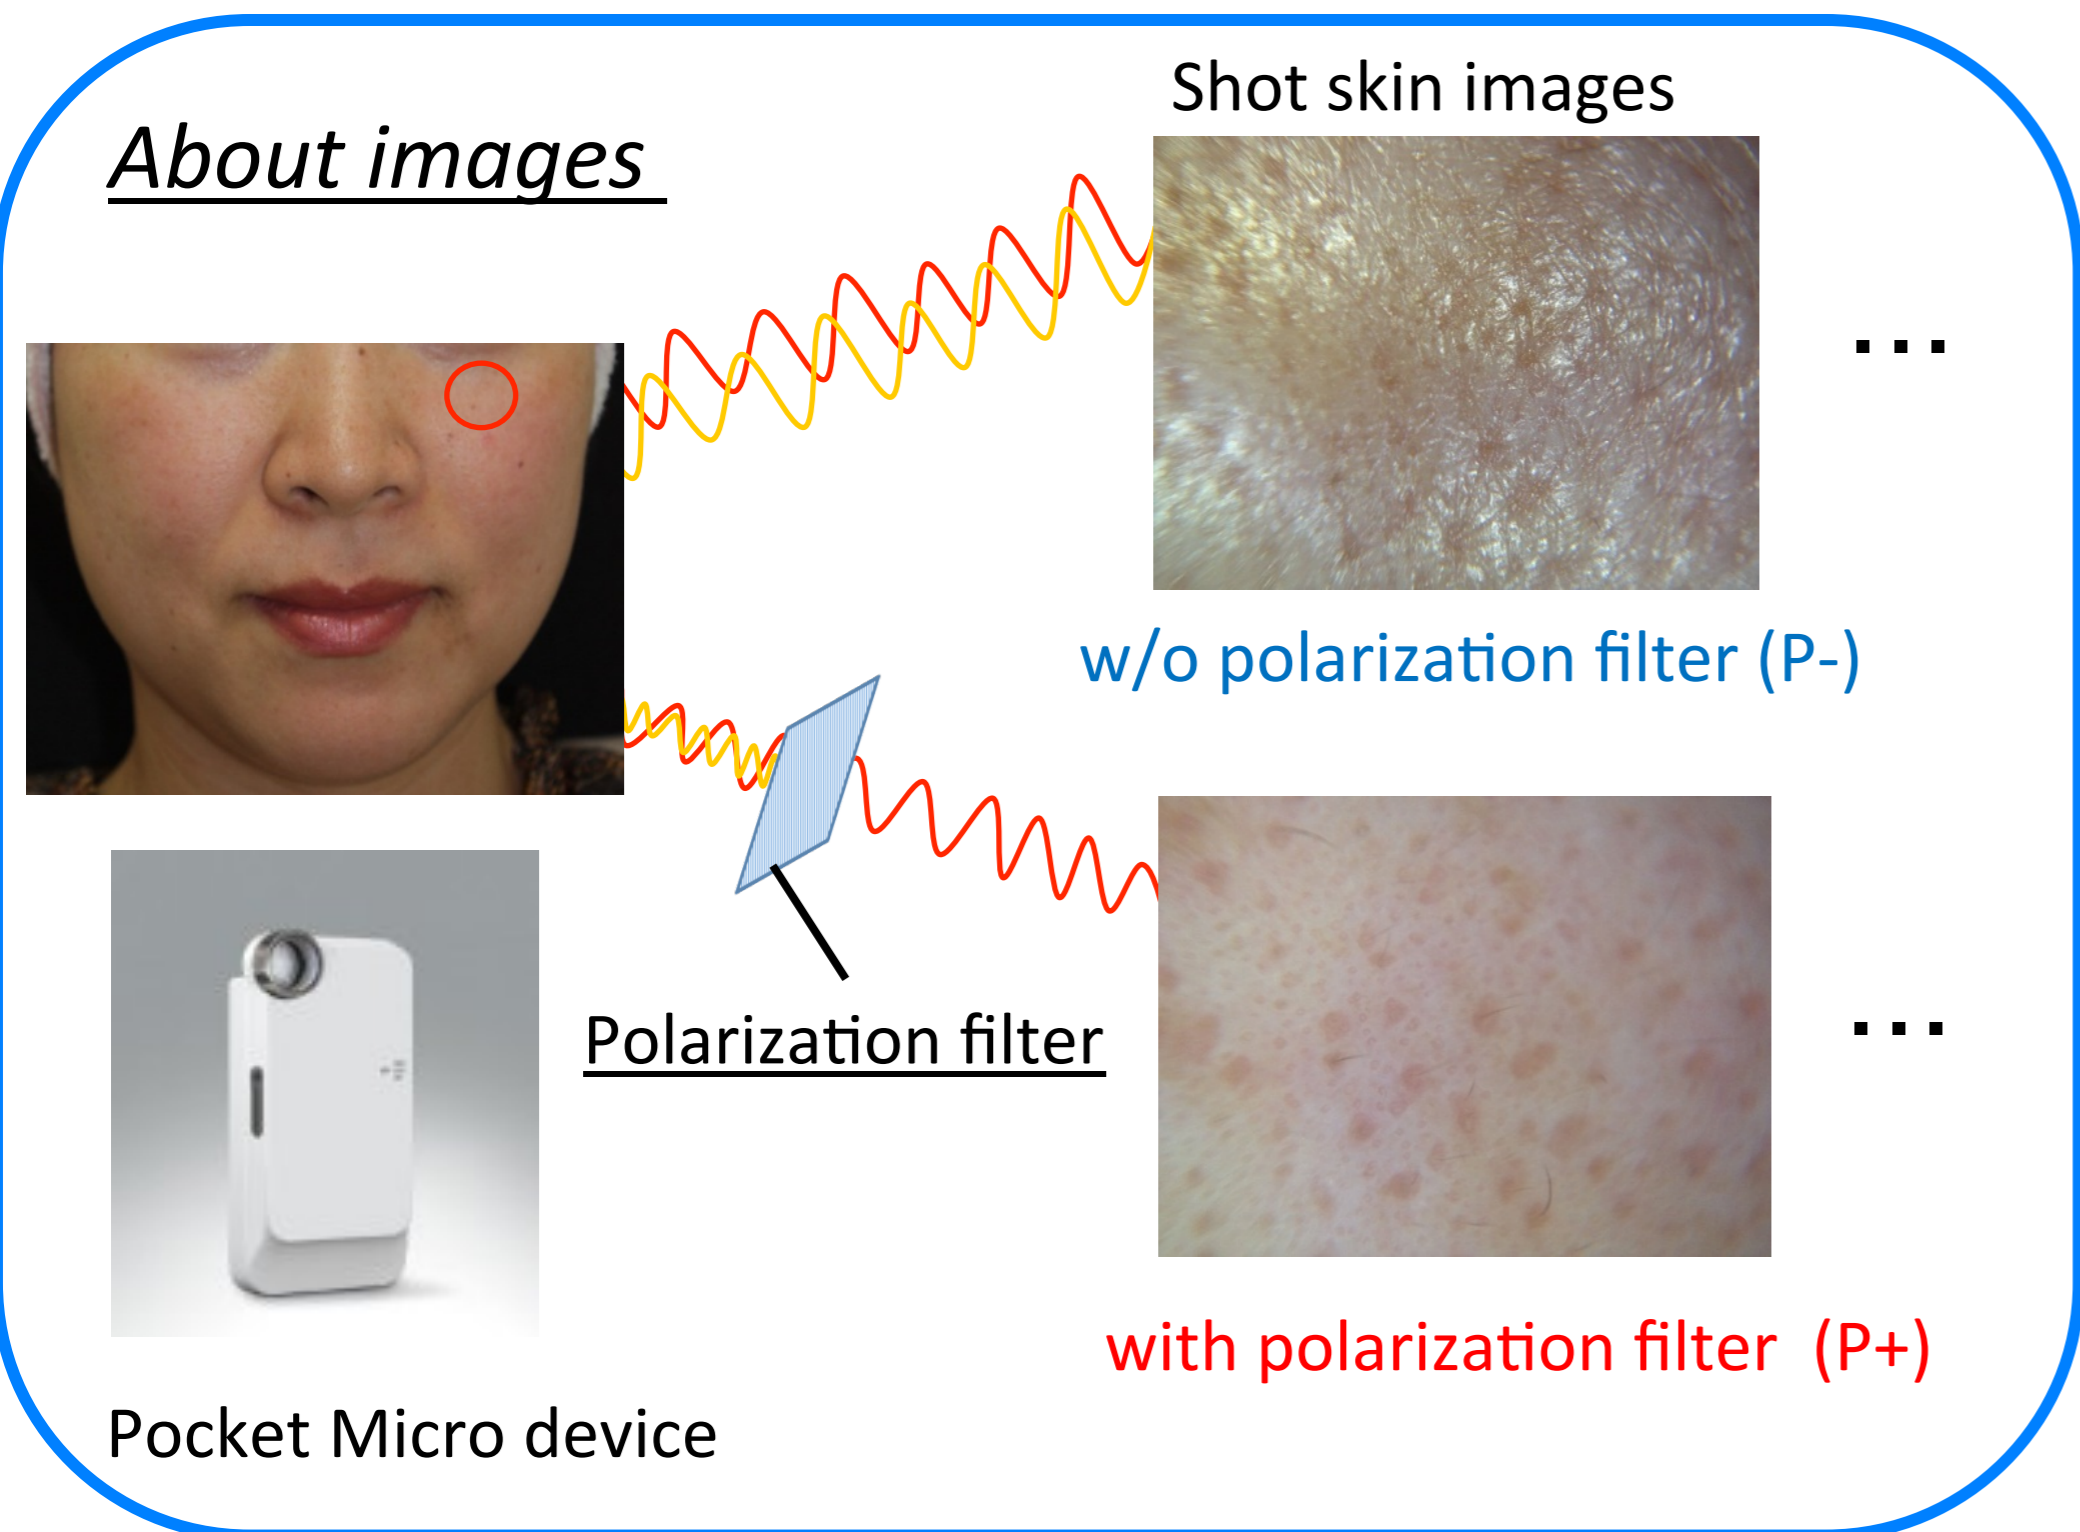 About images
Shot skin images
...
w/o polarization filter (P-)
Polarization filter
...
with polarization filter (P+)
Pocket Micro device